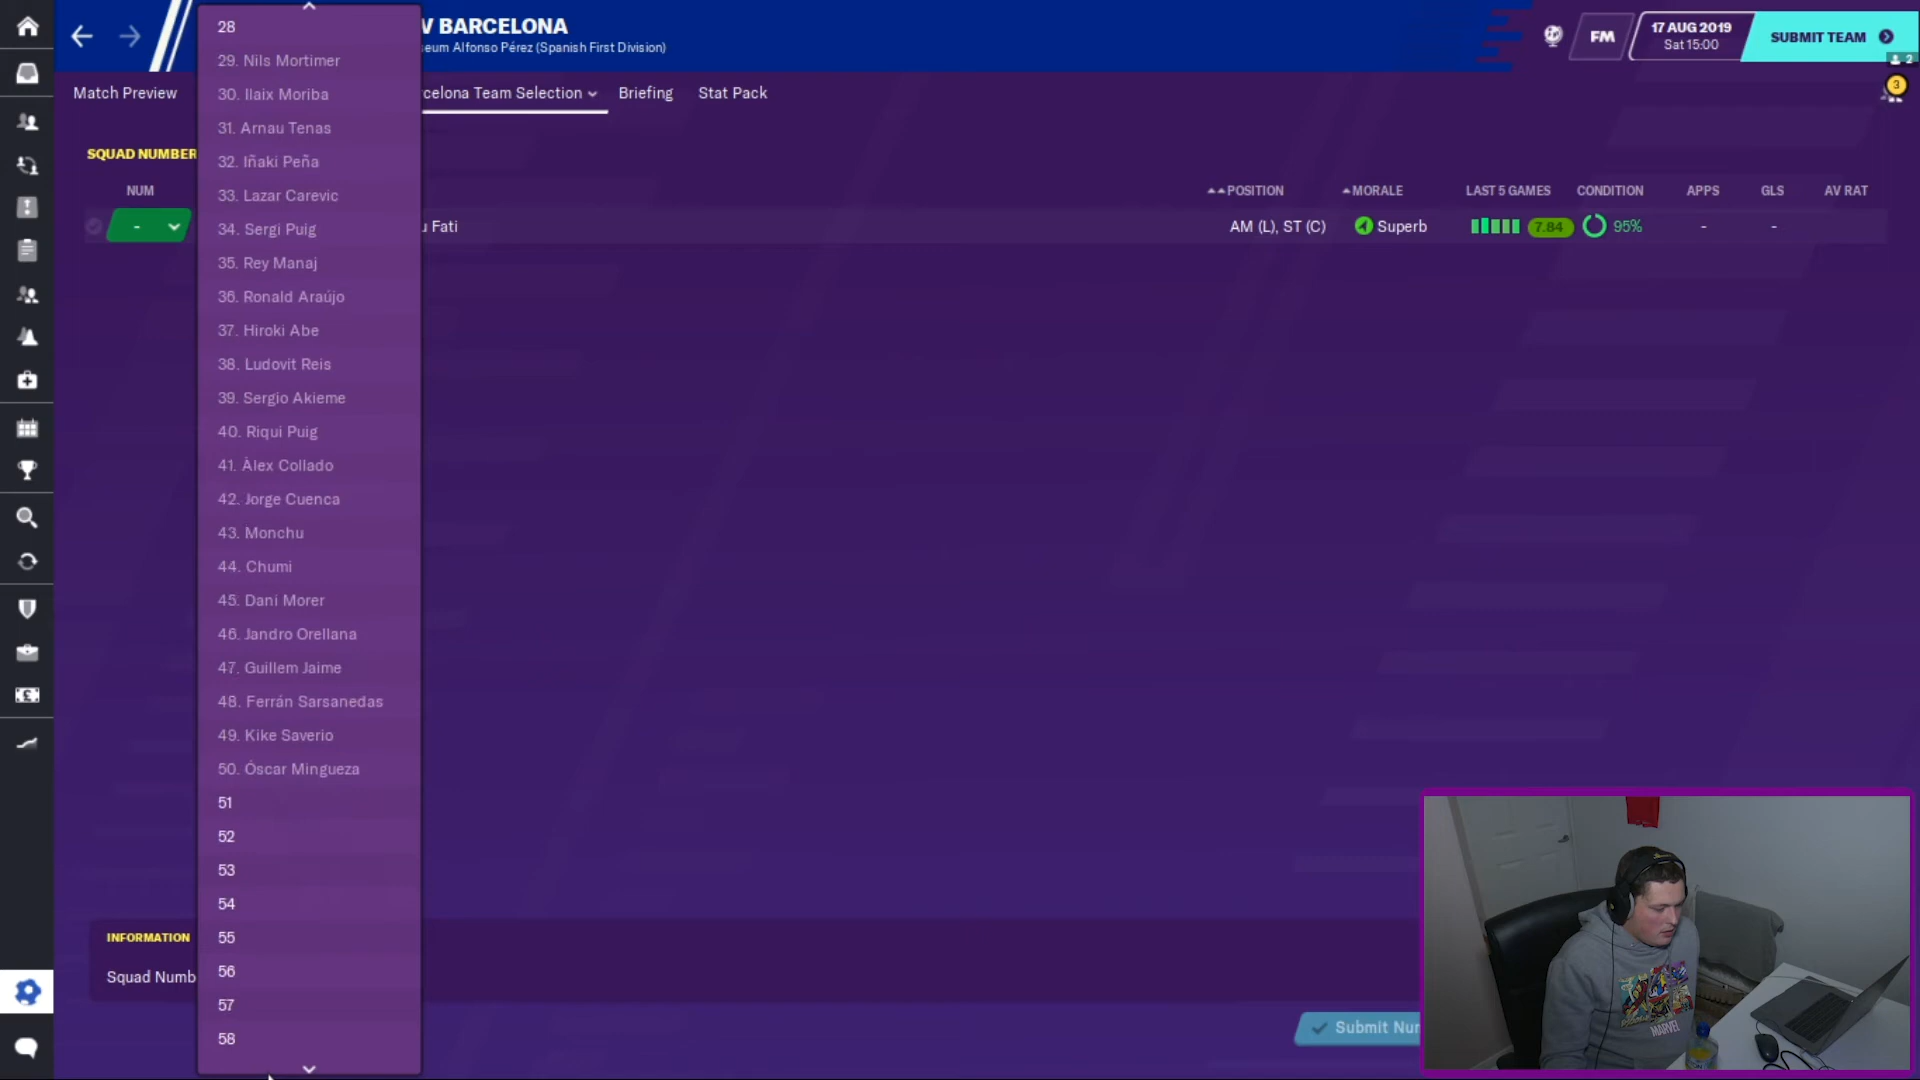 V BARCELONA
seum Alfonso Pérez (Spanish First Division)
FM
17 AUG 2019
Sat 15:00
SUBMIT TEAM
2
3
Match Preview
rcelona Team Selection
Briefing
Stat Pack
SQUAD NUMBER
NUM
POSITION
MORALE
LAST 5 GAMES
CONDITION
APPS
GLS
AV RAT
-
u Fati
AM (L), ST (C)
Superb
7.84
95%
-
-
28
29. Nils Mortimer
30. Ilaix Moriba
31. Arnau Tenas
32. Iñaki Peña
33. Lazar Carevic
34. Sergi Puig
35. Rey Manaj
36. Ronald Araújo
37. Hiroki Abe
38. Ludovit Reis
39. Sergio Akieme
40. Riqui Puig
41. Àlex Collado
42. Jorge Cuenca
43. Monchu
44. Chumi
45. Dani Morer
46. Jandro Orellana
47. Guillem Jaime
48. Ferrán Sarsanedas
49. Kike Saverio
50. Óscar Mingueza
51
52
53
54
55
56
57
58
INFORMATION
Squad Numb
Submit Nur
MARVEL